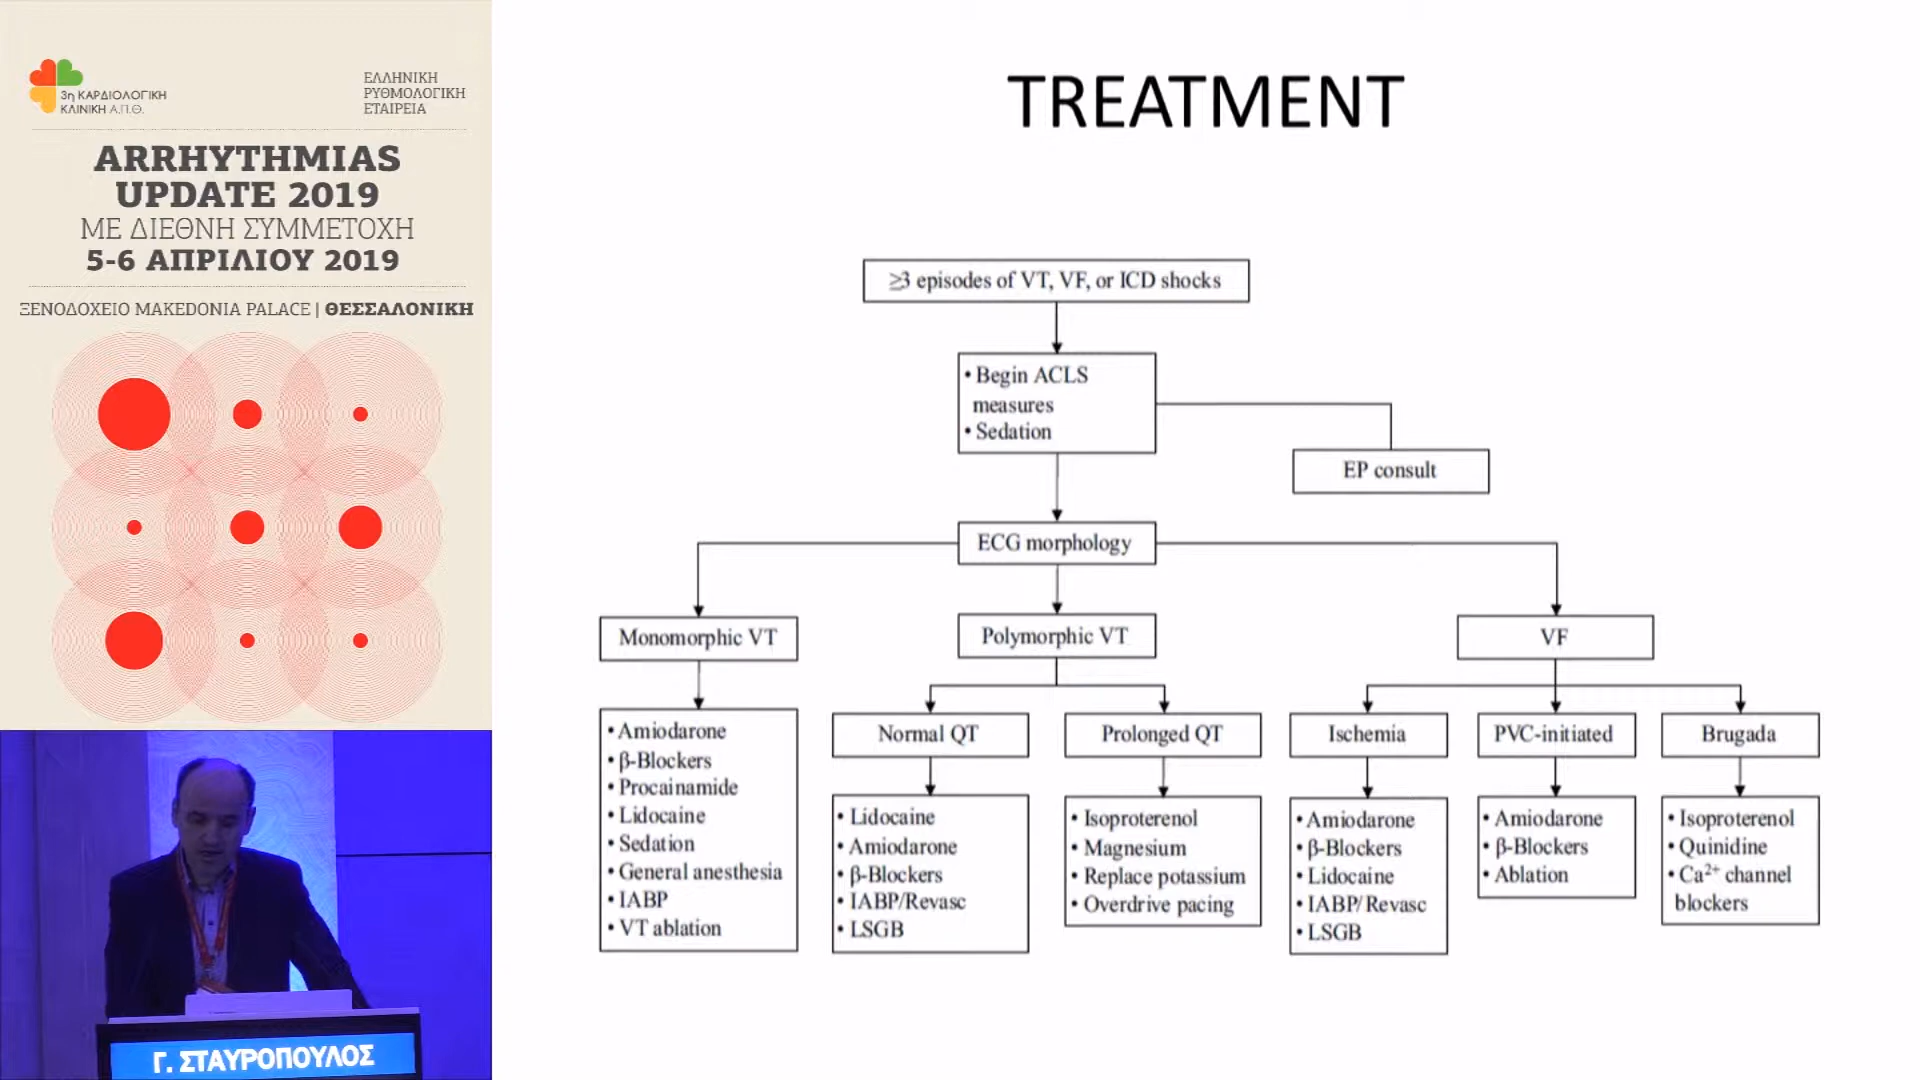 3η ΚΑΡΔΙΟΛΟΓΙΚΗ
ΚΛΙΝΙΚΗ Α.Π.Θ.
ΕΛΛΗΝΙΚΗ
ΡΥΘΜΟΛΟΓΙΚΗ
ΕΤΑΙΡΕΙΑ
ARRHYTHMIAS
UPDATE 2019
ΜΕ ΔΙΕΘΝΗ ΣΥΜΜΕΤΟΧΗ
5-6 ΑΠΡΙΛΙΟΥ 2019
ΞΕΝΟΔΟΧΕΙΟ MAKEDONIA PALACE | ΘΕΣΣΑΛΟΝΙΚΗ
Γ. ΣΤΑΥΡΟΠΟΥΛΟΣ
TREATMENT
≥3 episodes of VT, VF, or ICD shocks
• Begin ACLS
measures
• Sedation
EP consult
ECG morphology
Monomorphic VT
Polymorphic VT
VF
• Amiodarone
• β-Blockers
• Procainamide
• Lidocaine
• Sedation
• General anesthesia
• IABP
• VT ablation
Normal QT
Prolonged QT
Ischemia
PVC-initiated
Brugada
• Lidocaine
• Amiodarone
• β-Blockers
• IABP/Revasc
• LSGB
• Isoproterenol
• Magnesium
• Replace potassium
• Overdrive pacing
• Amiodarone
• β-Blockers
• Lidocaine
• IABP/Revasc
• LSGB
• Amiodarone
• β-Blockers
• Ablation
• Isoproterenol
• Quinidine
• Ca²⁺ channel
blockers